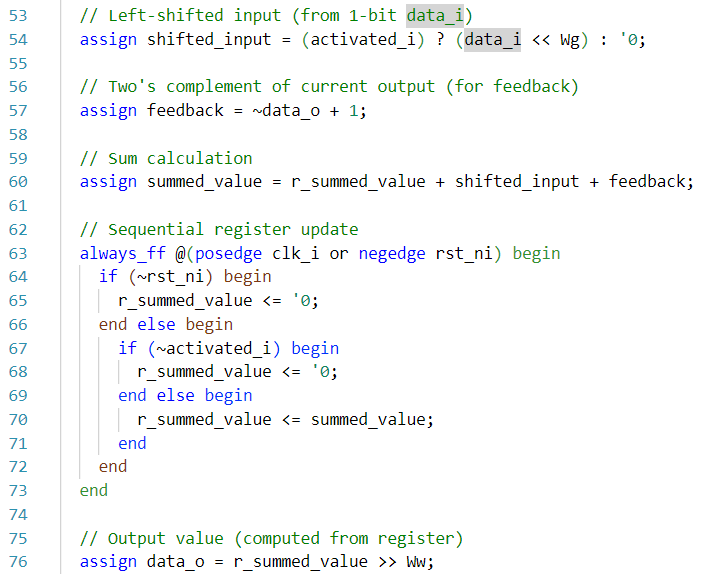 53 // Left-shifted input (from 1-bit data_i)
54 assign shifted_input = (activated_i) ? (data_i << Wg) : '0;
55
56 // Two's complement of current output (for feedback)
57 assign feedback = ~data_o + 1;
58
59 // Sum calculation
60 assign summed_value = r_summed_value + shifted_input + feedback;
61
62 // Sequential register update
63 always_ff @(posedge clk_i or negedge rst_ni) begin
64 if (~rst_ni) begin
65 r_summed_value <= '0;
66 end else begin
67 if (~activated_i) begin
68 r_summed_value <= '0;
69 end else begin
70 r_summed_value <= summed_value;
71 end
72 end
73 end
74
75 // Output value (computed from register)
76 assign data_o = r_summed_value >> Ww;